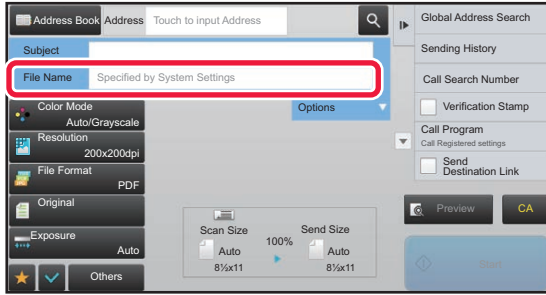 Address Book Address Touch to input Address
Subject
File Name Specified by System Settings
Color Mode
Auto/Grayscale
Resolution
200x200dpi
File Format
PDF
Original
Exposure
Auto
Others
Options
Scan Size
Auto
8½x11
100%
Send Size
Auto
8½x11
Global Address Search
Sending History
Call Search Number
Verification Stamp
Call Program
Call Registered settings
Send
Destination Link
Preview
CA
Start